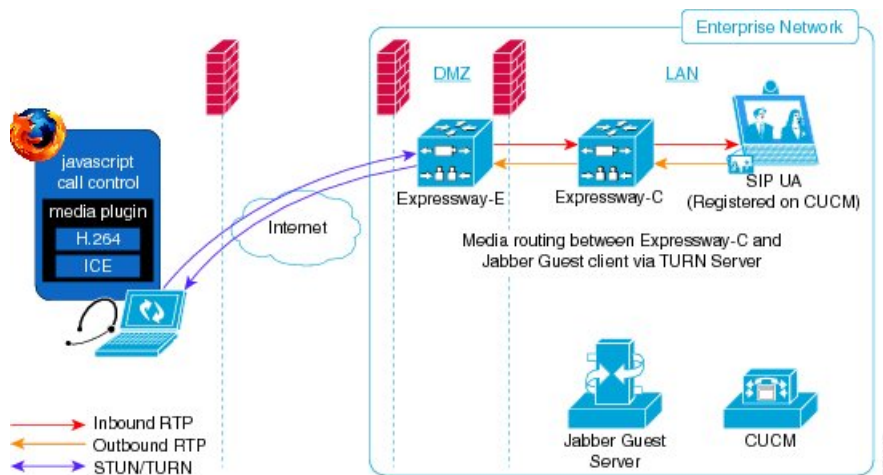 Enterprise Network
DMZ
LAN
javascript
call control
media plugin
H.264
ICE
Internet
Expressway-E
Expressway-C
SIP UA
(Registered on CUCM)
Media routing between Expressway-C and
Jabber Guest client via TURN Server
Inbound RTP
Outbound RTP
STUN/TURN
Jabber Guest
Server
CUCM